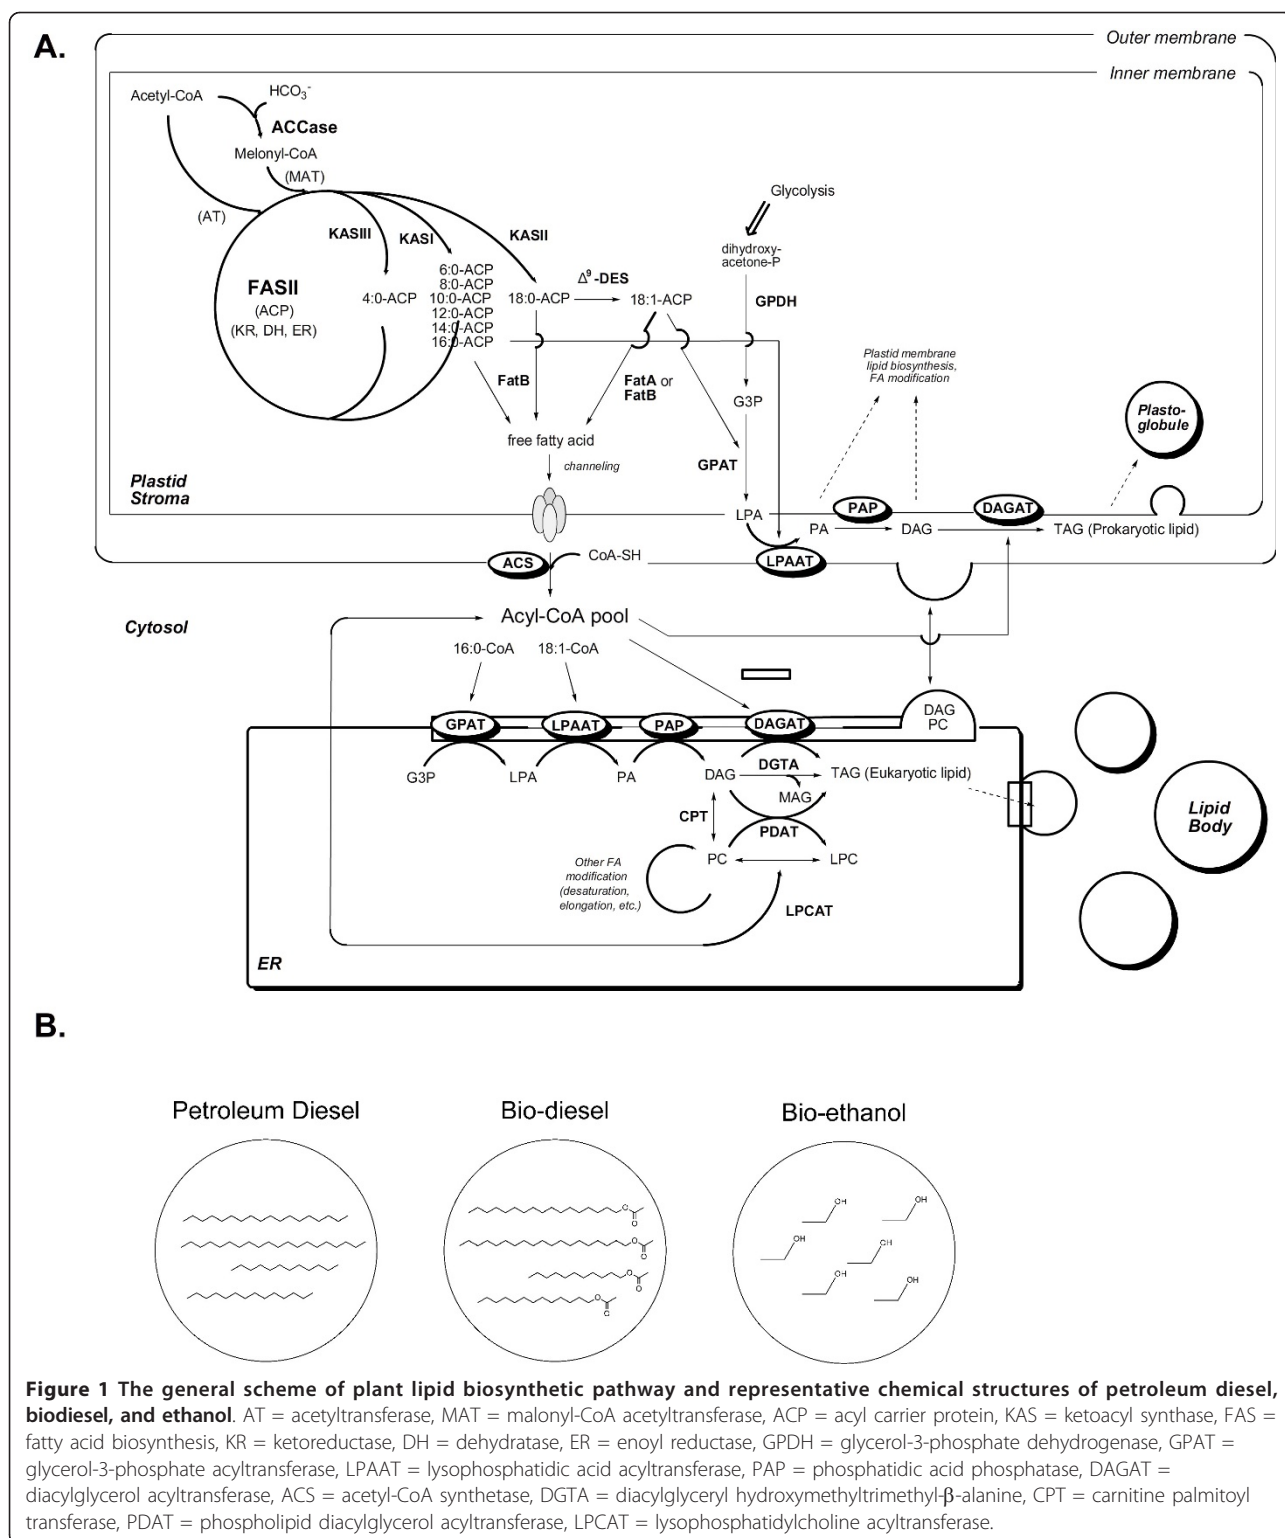 A.
Outer membrane
Inner membrane
Acetyl-CoA
HCO₃⁻
ACCase
Melonyl-CoA
(MAT)
(AT)
KASIII
KASI
KASII
Glycolysis
dihydroxy-
acetone-P
GPDH
FASII
(ACP)
(KR, DH, ER)
4:0-ACP
6:0-ACP
8:0-ACP
10:0-ACP
12:0-ACP
14:0-ACP
16:0-ACP
18:0-ACP
Δ⁹-DES
18:1-ACP
FatB
FatA or
FatB
free fatty acid
channeling
G3P
GPAT
Plastid membrane
lipid biosynthesis,
FA modification
Plasto-
globule
Plastid
Stroma
LPA
PA
PAP
DAG
DAGAT
TAG (Prokaryotic lipid)
LPAAT
ACS
CoA-SH
Cytosol
Acyl-CoA pool
16:0-CoA
18:1-CoA
GPAT
LPAAT
PAP
DAGAT
DAG
PC
G3P
LPA
PA
DAG
DGTA
TAG (Eukaryotic lipid)
MAG
CPT
PDAT
PC
LPC
Other FA
modification
(desaturation,
elongation, etc.)
LPCAT
ER
Lipid
Body
B.
Petroleum Diesel
Bio-diesel
Bio-ethanol
O
O
O
O
O
O
O
O
OH
OH
OH
OH
OH
OH
Figure 1 The general scheme of plant lipid biosynthetic pathway and representative chemical structures of petroleum diesel,
biodiesel, and ethanol. AT = acetyltransferase, MAT = malonyl-CoA acetyltransferase, ACP = acyl carrier protein, KAS = ketoacyl synthase, FAS =
fatty acid biosynthesis, KR = ketoreductase, DH = dehydratase, ER = enoyl reductase, GPDH = glycerol-3-phosphate dehydrogenase, GPAT =
glycerol-3-phosphate acyltransferase, LPAAT = lysophosphatidic acid acyltransferase, PAP = phosphatidic acid phosphatase, DAGAT =
diacylglycerol acyltransferase, ACS = acetyl-CoA synthetase, DGTA = diacylglyceryl hydroxymethyltrimethyl-β-alanine, CPT = carnitine palmitoyl
transferase, PDAT = phospholipid diacylglycerol acyltransferase, LPCAT = lysophosphatidylcholine acyltransferase.